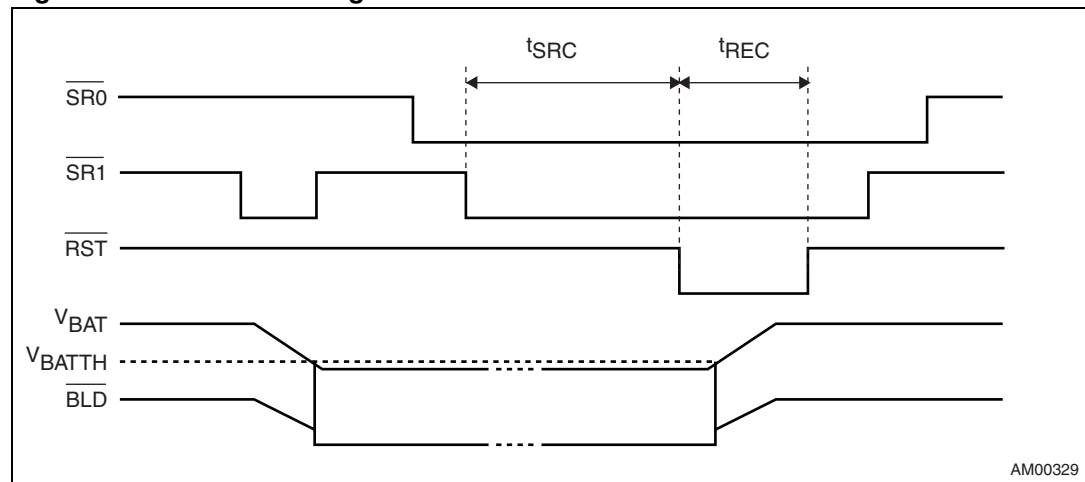 tSRC tREC
SR0
SR1
RST
VBAT
VBATTH
BLD
AM00329